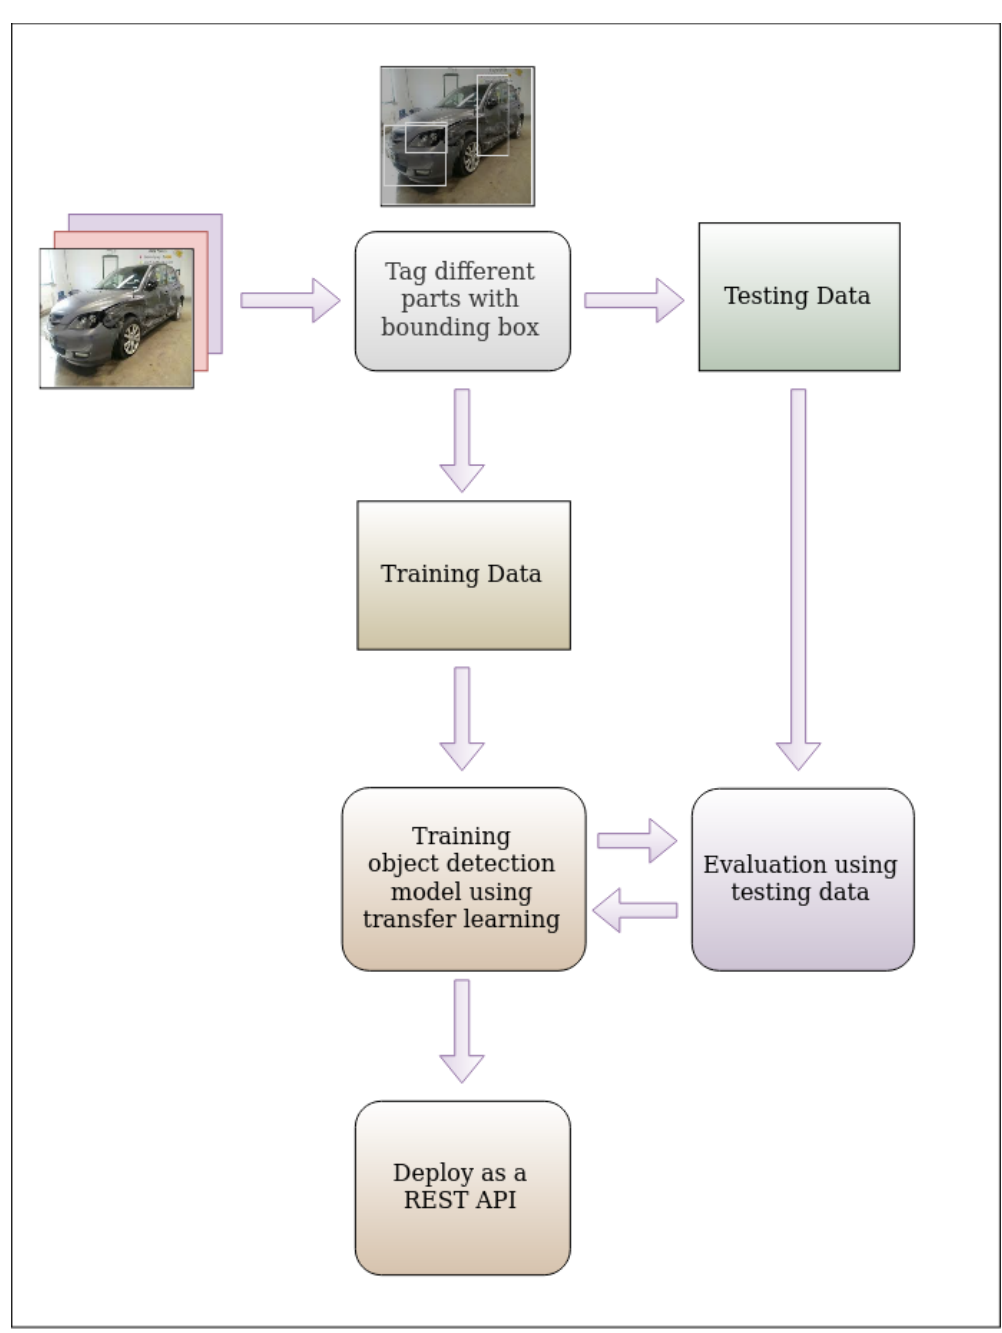 Tag different
parts with
bounding box
Testing Data
Training Data
Training
object detection
model using
transfer learning
Evaluation using
testing data
Deploy as a
REST API